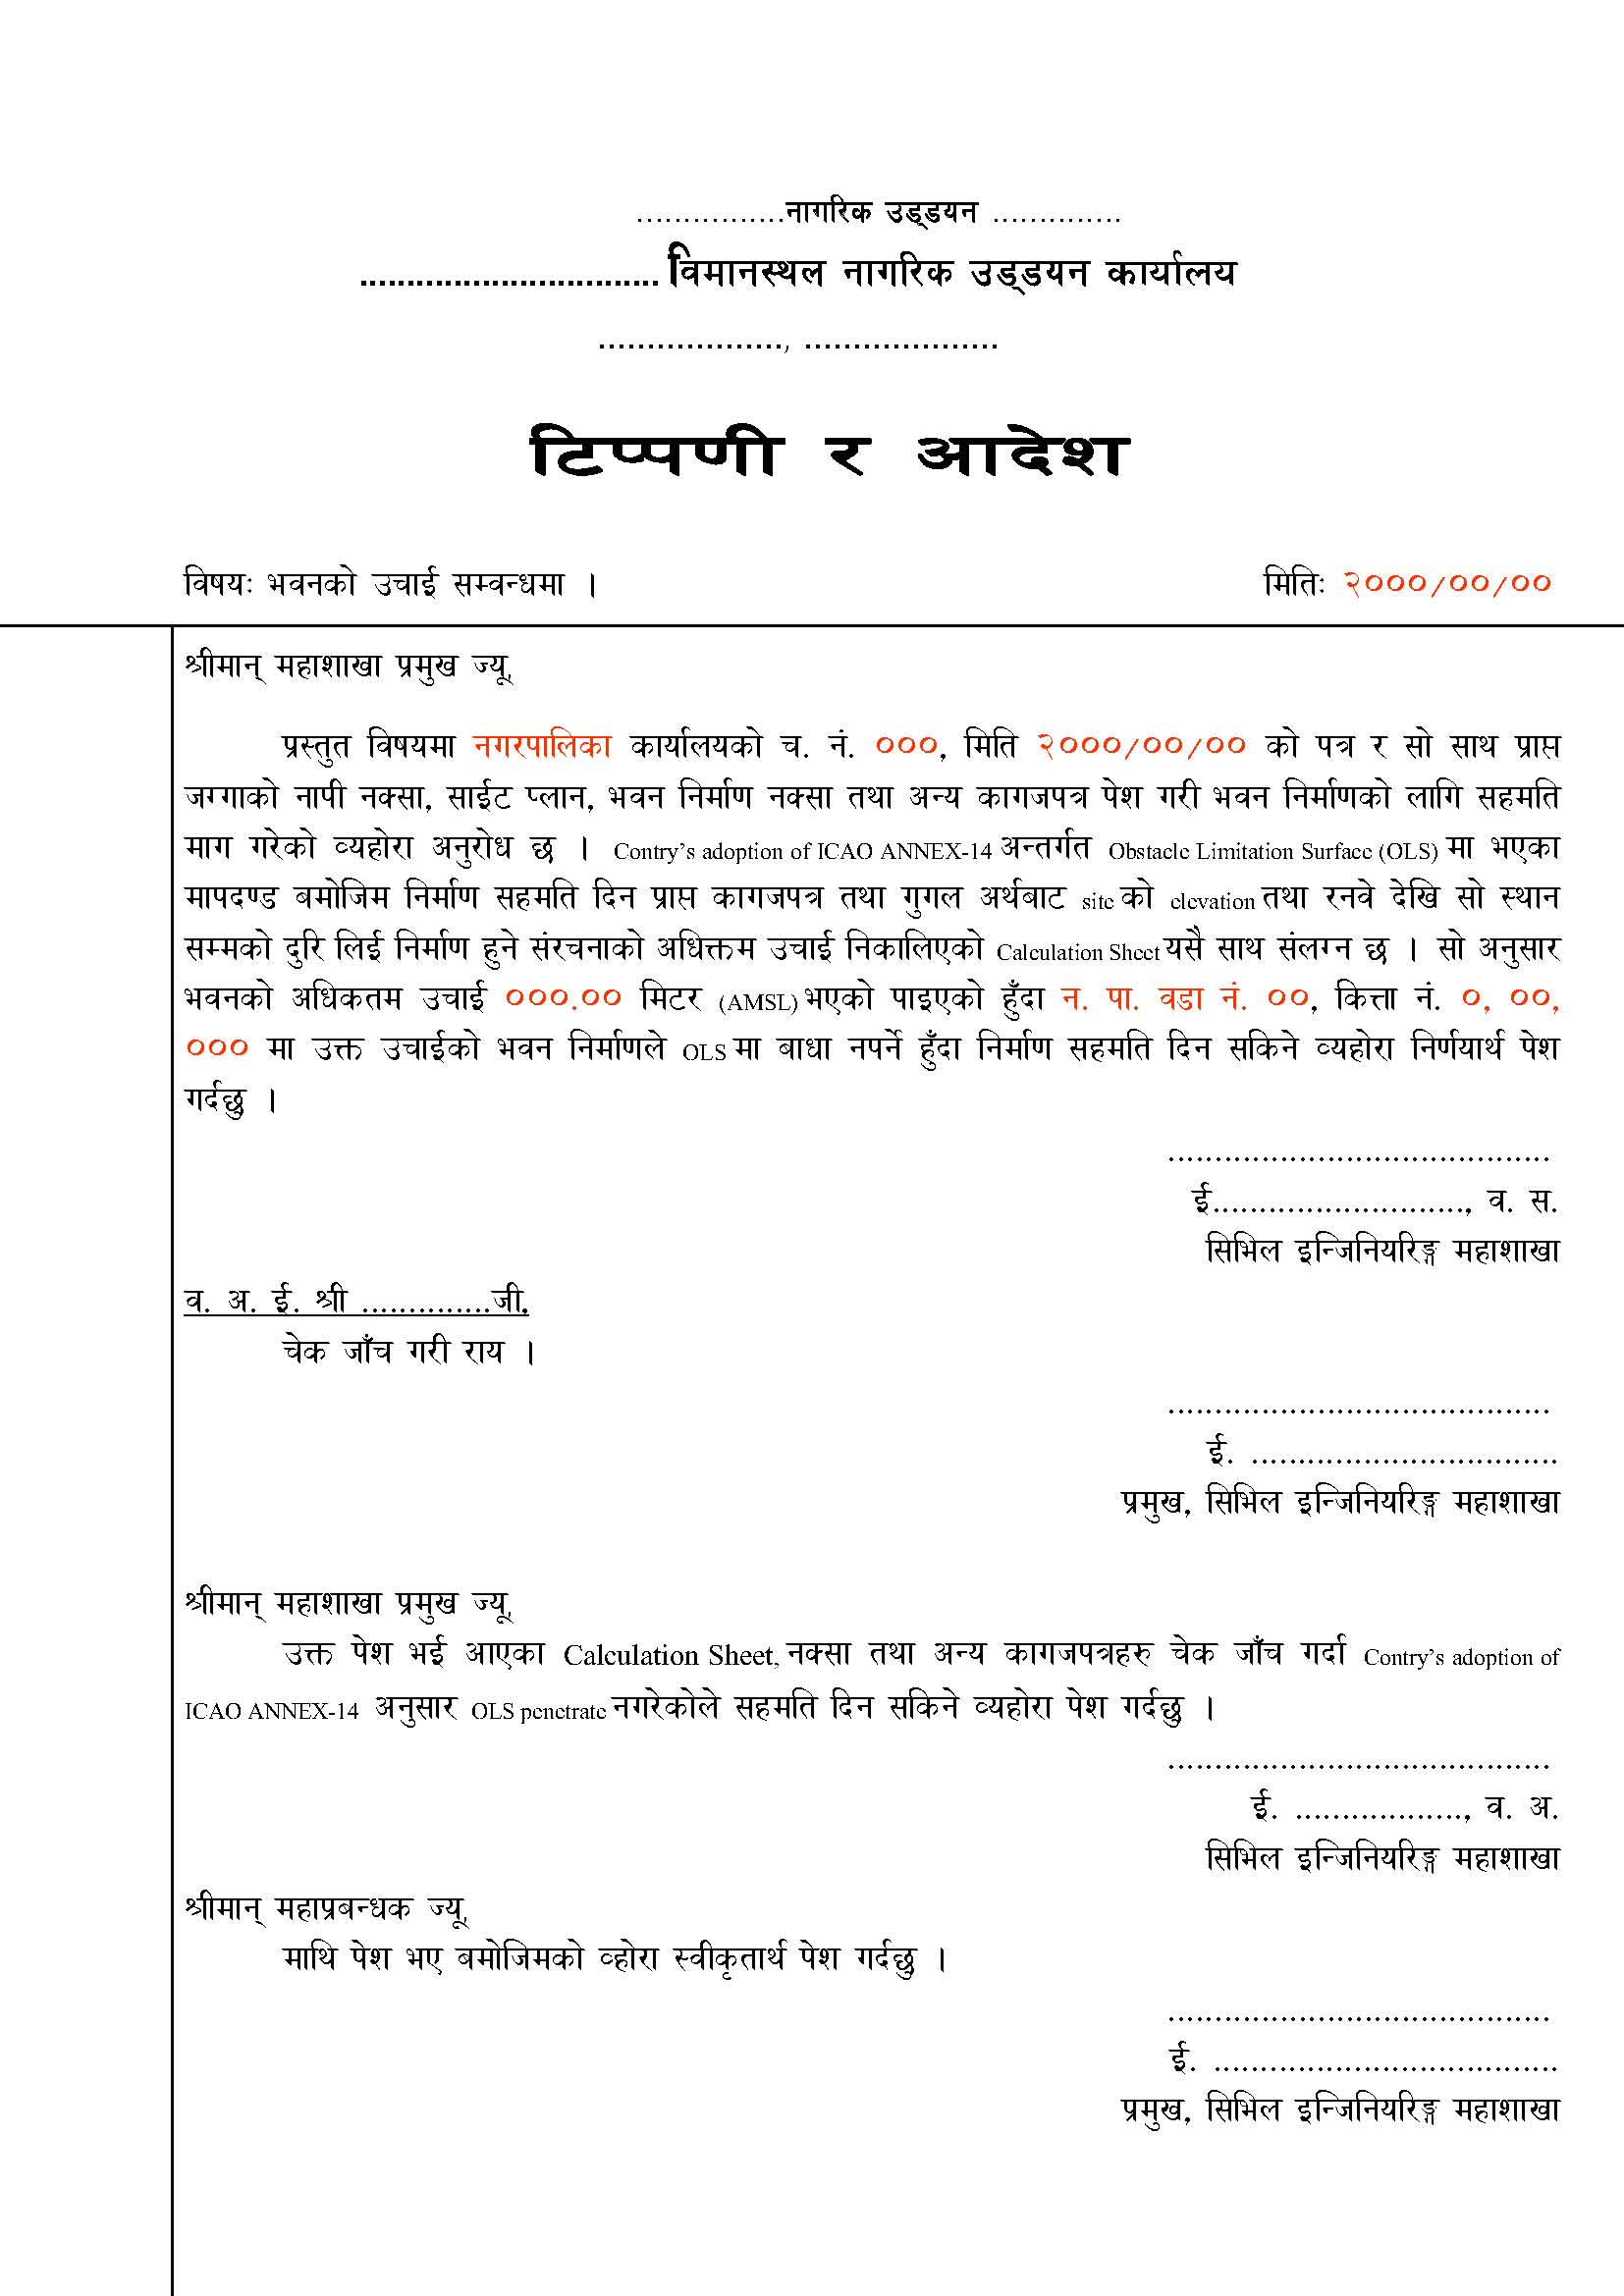 ................नागरिक उड्डयन ..............
................................ विमानस्थल नागरिक उड्डयन कार्यालय
..................., ....................
टिप्पणी र आदेश
विषयः भवनको उचाई सम्वन्धमा ।
मितिः २०००/००/००
श्रीमान् महाशाखा प्रमुख ज्यू,
प्रस्तुत विषयमा नगरपालिका कार्यालयको च. नं. ०००, मिति २०००/००/०० को पत्र र सो साथ प्राप्त
जग्गाको नापी नक्सा, साईट प्लान, भवन निर्माण नक्सा तथा अन्य कागजपत्र पेश गरी भवन निर्माणको लागि सहमति
माग गरेको व्यहोरा अनुरोध छ । Contry's adoption of ICAO ANNEX-14 अन्तर्गत Obstacle Limitation Surface (OLS) मा भएका
मापदण्ड बमोजिम निर्माण सहमति दिन प्राप्त कागजपत्र तथा गुगल अर्थबाट site को elevation तथा रनवे देखि सो स्थान
सम्मको दुरि लिई निर्माण हुने संरचनाको अधिक्तम उचाई निकालिएको Calculation Sheet यसै साथ संलग्न छ । सो अनुसार
भवनको अधिकतम उचाई ०००.०० मिटर (AMSL) भएको पाइएको हुँदा न. पा. वडा नं. ००, कित्ता नं. ०, ००,
००० मा उक्त उचाईको भवन निर्माणले OLS मा बाधा नपर्ने हुँदा निर्माण सहमति दिन सकिने व्यहोरा निर्णयार्थ पेश
गर्दछु ।
.........................................
ई..........................., व. स.
सिभिल इन्जिनियरिङ्ग महाशाखा
व. अ. ई. श्री ..............जी,
चेक जाँच गरी राय ।
.........................................
ई. .................................
प्रमुख, सिभिल इन्जिनियरिङ्ग महाशाखा
श्रीमान् महाशाखा प्रमुख ज्यू,
उक्त पेश भई आएका Calculation Sheet, नक्सा तथा अन्य कागजपत्रहरु चेक जाँच गर्दा Contry's adoption of
ICAO ANNEX-14 अनुसार OLS penetrate नगरेकोले सहमति दिन सकिने व्यहोरा पेश गर्दछु ।
.........................................
ई. .................., व. अ.
सिभिल इन्जिनियरिङ्ग महाशाखा
श्रीमान् महाप्रबन्धक ज्यू,
माथि पेश भए बमोजिमको व्होरा स्वीकृतार्थ पेश गर्दछु ।
.........................................
ई. .....................................
प्रमुख, सिभिल इन्जिनियरिङ्ग महाशाखा